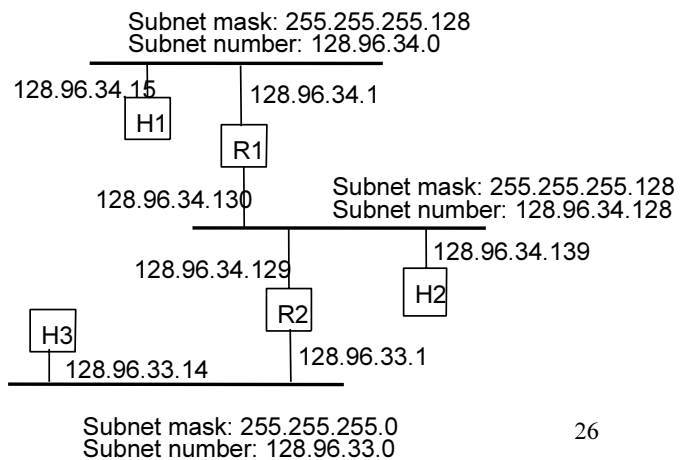 Subnet mask: 255.255.255.128
Subnet number: 128.96.34.0
128.96.34.15
128.96.34.1
H1
R1
128.96.34.130
Subnet mask: 255.255.255.128
Subnet number: 128.96.34.128
128.96.34.129
128.96.34.139
H2
R2
H3
128.96.33.14
128.96.33.1
Subnet mask: 255.255.255.0
Subnet number: 128.96.33.0
26